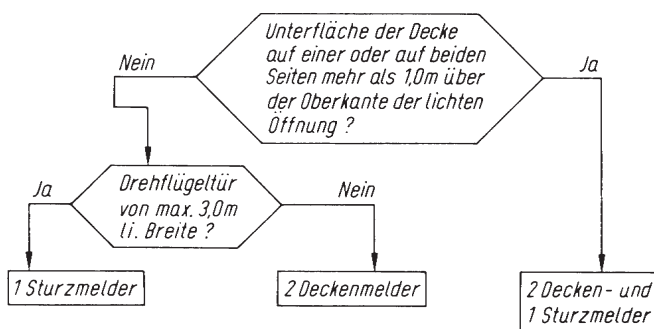 Unterfläche der Decke
auf einer oder auf beiden
Seiten mehr als 1,0m über
der Oberkante der lichten
Öffnung ?
Nein
Ja
Drehflügeltür
von max. 3,0m
li. Breite ?
Ja
Nein
1 Sturzmelder
2 Deckenmelder
2 Decken- und
1 Sturzmelder